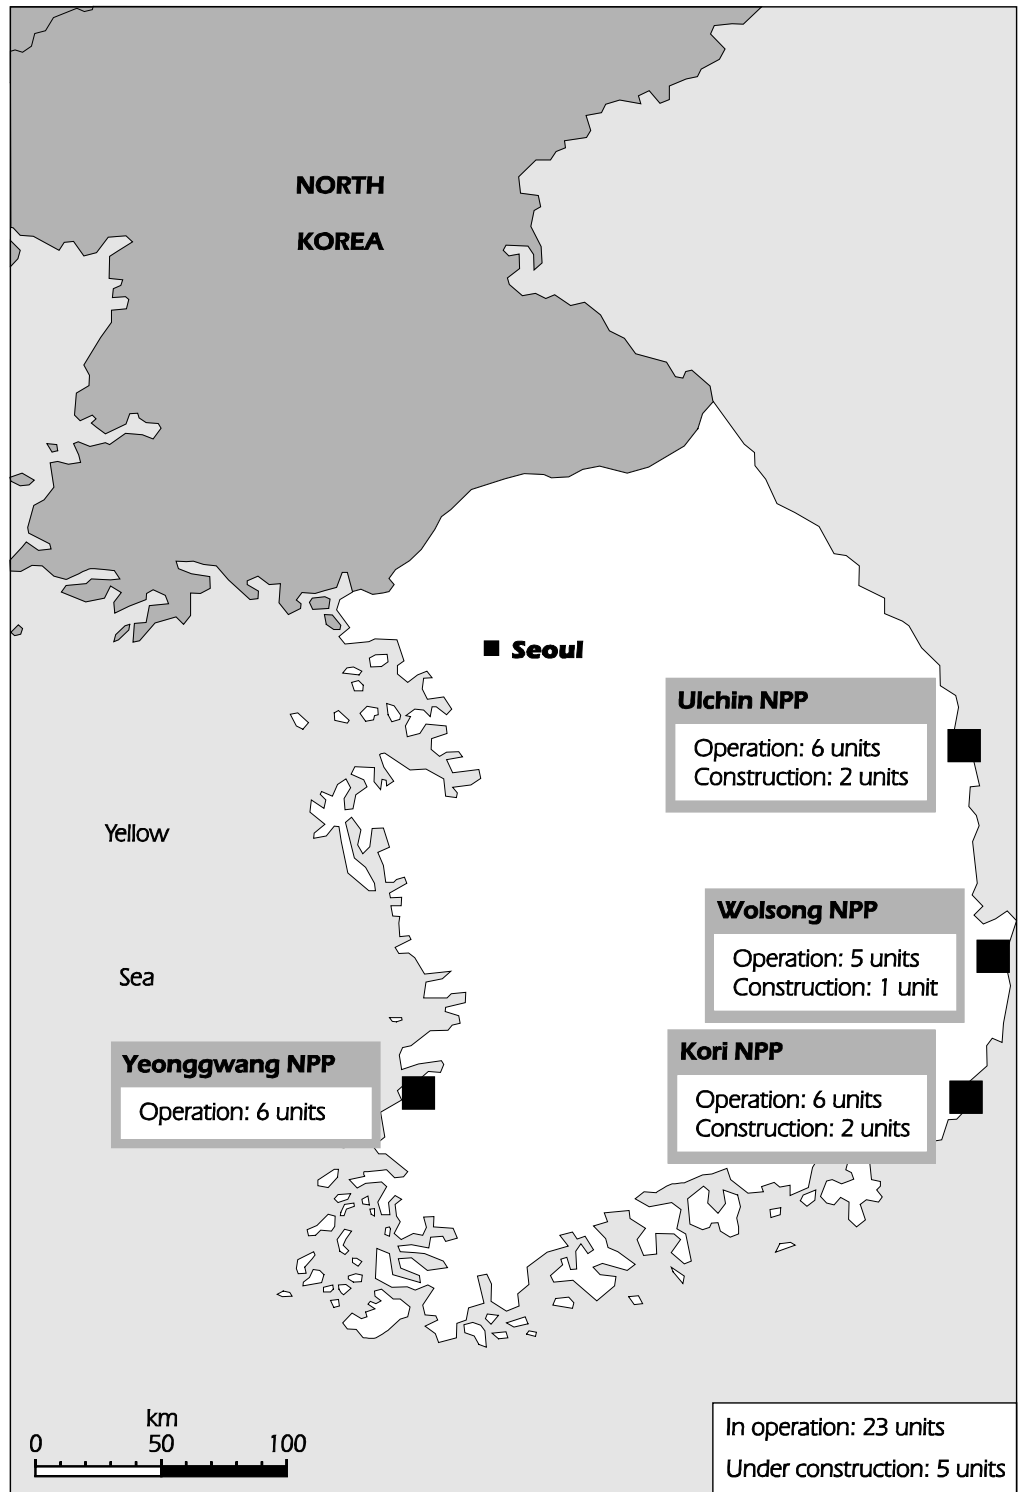 NORTH
KOREA
Seoul
Ulchin NPP
Operation: 6 units
Construction: 2 units
Yellow
Wolsong NPP
Operation: 5 units
Construction: 1 unit
Sea
Yeonggwang NPP
Operation: 6 units
Kori NPP
Operation: 6 units
Construction: 2 units
km
0 50 100
In operation: 23 units
Under construction: 5 units